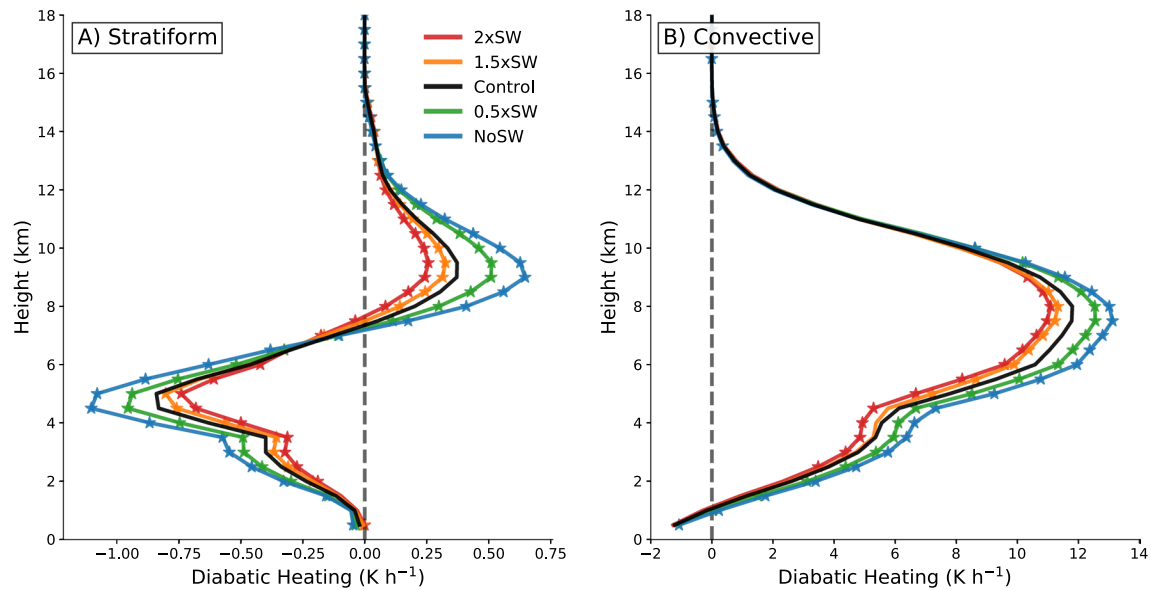 A) Stratiform
2xSW
1.5xSW
Control
0.5xSW
NoSW
Height (km)
18
16
14
12
10
8
6
4
2
0
−1.00 −0.75 −0.50 −0.25 0.00 0.25 0.50 0.75
Diabatic Heating (K h⁻¹)
B) Convective
Height (km)
18
16
14
12
10
8
6
4
2
0
−2 0 2 4 6 8 10 12 14
Diabatic Heating (K h⁻¹)